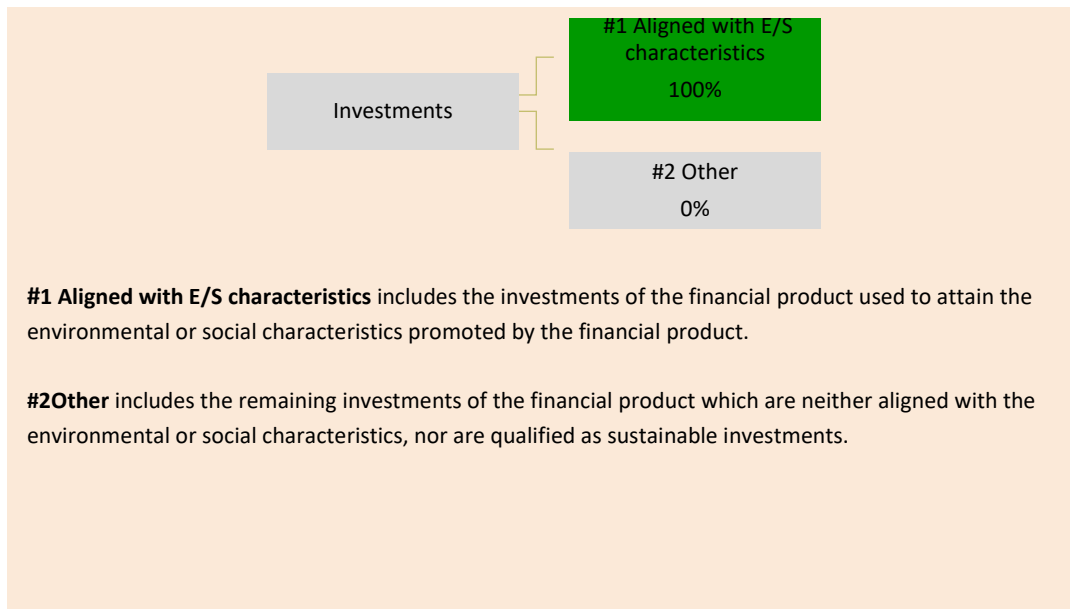 #1 Aligned with E/S
characteristics
100%
Investments
#2 Other
0%
#1 Aligned with E/S characteristics includes the investments of the financial product used to attain the
environmental or social characteristics promoted by the financial product.
#2Other includes the remaining investments of the financial product which are neither aligned with the
environmental or social characteristics, nor are qualified as sustainable investments.